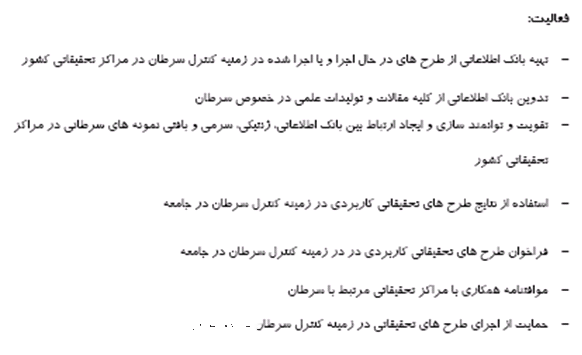 فعالیت:
– تهیه بانک اطلاعاتی از طرح های در حال اجرا و یا اجرا شده در زمنیه کنترل سرطان در مراکز تحقیقاتی کشور
– تدوین بانک اطلاعاتی از کلیه مقالات و تولیدات علمی در خصوص سرطان
– تقویت و توانمند سازی و ایجاد ارتباط بین بانک اطلاعاتی، ژنتیکی، سرمی و بافتی نمونه های سرطانی در مراکز
تحقیقاتی کشور
– استفاده از نتایج طرح های تحقیقاتی کاربردی در زمینه کنترل سرطان در جامعه
– فراخوان طرح های تحقیقاتی کاربردی در در زمینه کنترل سرطان در جامعه
– موافتنامه همکاری با مراکز تحقیقاتی مرتبط با سرطان
– حمایت از اجرای طرح های تحقیقاتی در زمینه کنترل